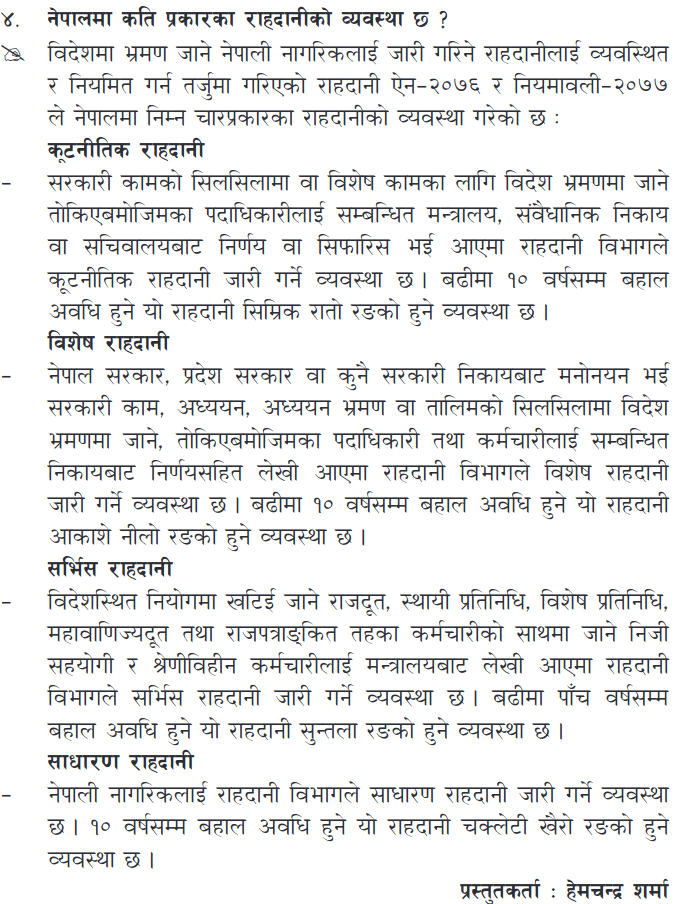 ४. नेपालमा कति प्रकारका राहदानीको व्यवस्था छ ?
विदेशमा भ्रमण जाने नेपाली नागरिकलाई जारी गरिने राहदानीलाई व्यवस्थित
र नियमित गर्न तर्जुमा गरिएको राहदानी ऐन–२०७६ र नियमावली–२०७७
ले नेपालमा निम्न चारप्रकारका राहदानीको व्यवस्था गरेको छ :
कूटनीतिक राहदानी
– सरकारी कामको सिलसिलामा वा विशेष कामका लागि विदेश भ्रमणमा जाने
तोकिएबमोजिमका पदाधिकारीलाई सम्बन्धित मन्त्रालय, संवैधानिक निकाय
वा सचिवालयबाट निर्णय वा सिफारिस भई आएमा राहदानी विभागले
कूटनीतिक राहदानी जारी गर्ने व्यवस्था छ । बढीमा १० वर्षसम्म बहाल
अवधि हुने यो राहदानी सिम्रिक रातो रङको हुने व्यवस्था छ ।
विशेष राहदानी
– नेपाल सरकार, प्रदेश सरकार वा कुनै सरकारी निकायबाट मनोनयन भई
सरकारी काम, अध्ययन, अध्ययन भ्रमण वा तालिमको सिलसिलामा विदेश
भ्रमणमा जाने, तोकिएबमोजिमका पदाधिकारी तथा कर्मचारीलाई सम्बन्धित
निकायबाट निर्णयसहित लेखी आएमा राहदानी विभागले विशेष राहदानी
जारी गर्ने व्यवस्था छ । बढीमा १० वर्षसम्म बहाल अवधि हुने यो राहदानी
आकाशे नीलो रङको हुने व्यवस्था छ ।
सर्भिस राहदानी
– विदेशस्थित नियोगमा खटिई जाने राजदूत, स्थायी प्रतिनिधि, विशेष प्रतिनिधि,
महावाणिज्यदूत तथा राजपत्राङ्कित तहका कर्मचारीको साथमा जाने निजी
सहयोगी र श्रेणीविहीन कर्मचारीलाई मन्त्रालयबाट लेखी आएमा राहदानी
विभागले सर्भिस राहदानी जारी गर्ने व्यवस्था छ । बढीमा पाँच वर्षसम्म
बहाल अवधि हुने यो राहदानी सुन्तला रङको हुने व्यवस्था छ ।
साधारण राहदानी
– नेपाली नागरिकलाई राहदानी विभागले साधारण राहदानी जारी गर्ने व्यवस्था
छ । १० वर्षसम्म बहाल अवधि हुने यो राहदानी चक्लेटी खैरो रङको हुने
व्यवस्था छ ।
प्रस्तुतकर्ता : हेमचन्द्र शर्मा